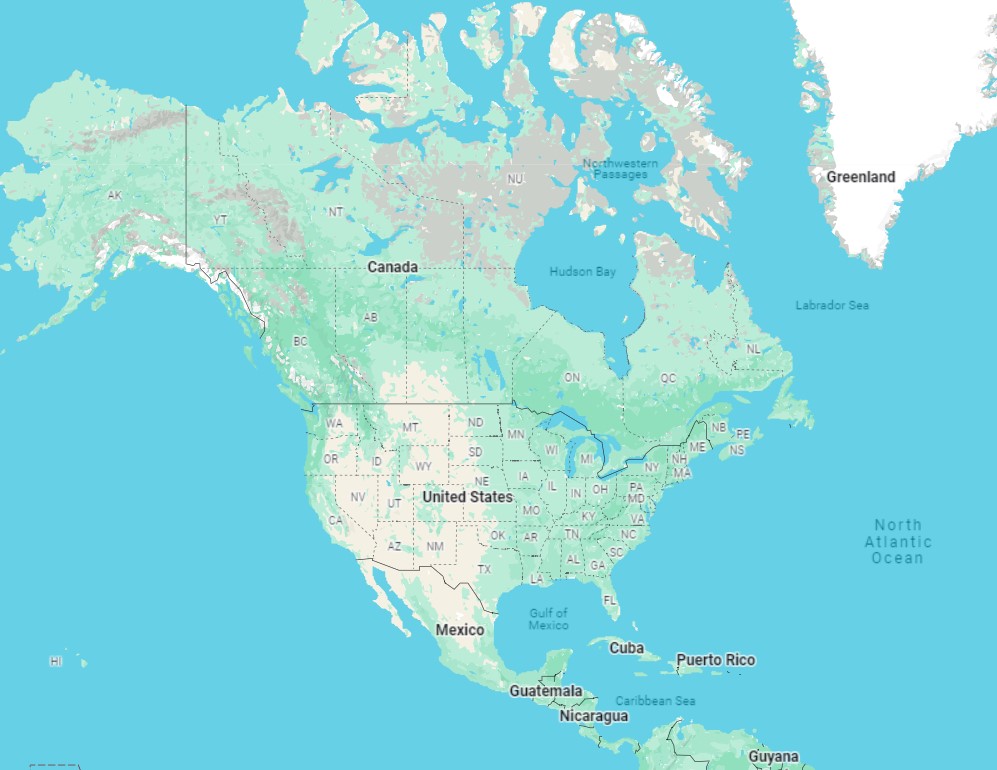 Northwestern
Passages
Greenland
NU
AK
NT
YT
Canada
Hudson Bay
Labrador Sea
AB
BC
NL
ON
QC
WA
MT
ND
MN
NB
PE
NS
ME
OR
ID
WY
SD
WI
MI
NH
NY
MA
NV
UT
NE
IA
IL
IN
OH
PA
MD
United States
CA
MO
KY
VA
North
Atlantic
Ocean
AZ
NM
OK
AR
TN
NC
SC
TX
LA
AL
GA
FL
Gulf of
Mexico
Mexico
HI
Cuba
Puerto Rico
Guatemala
Caribbean Sea
Nicaragua
Guyana